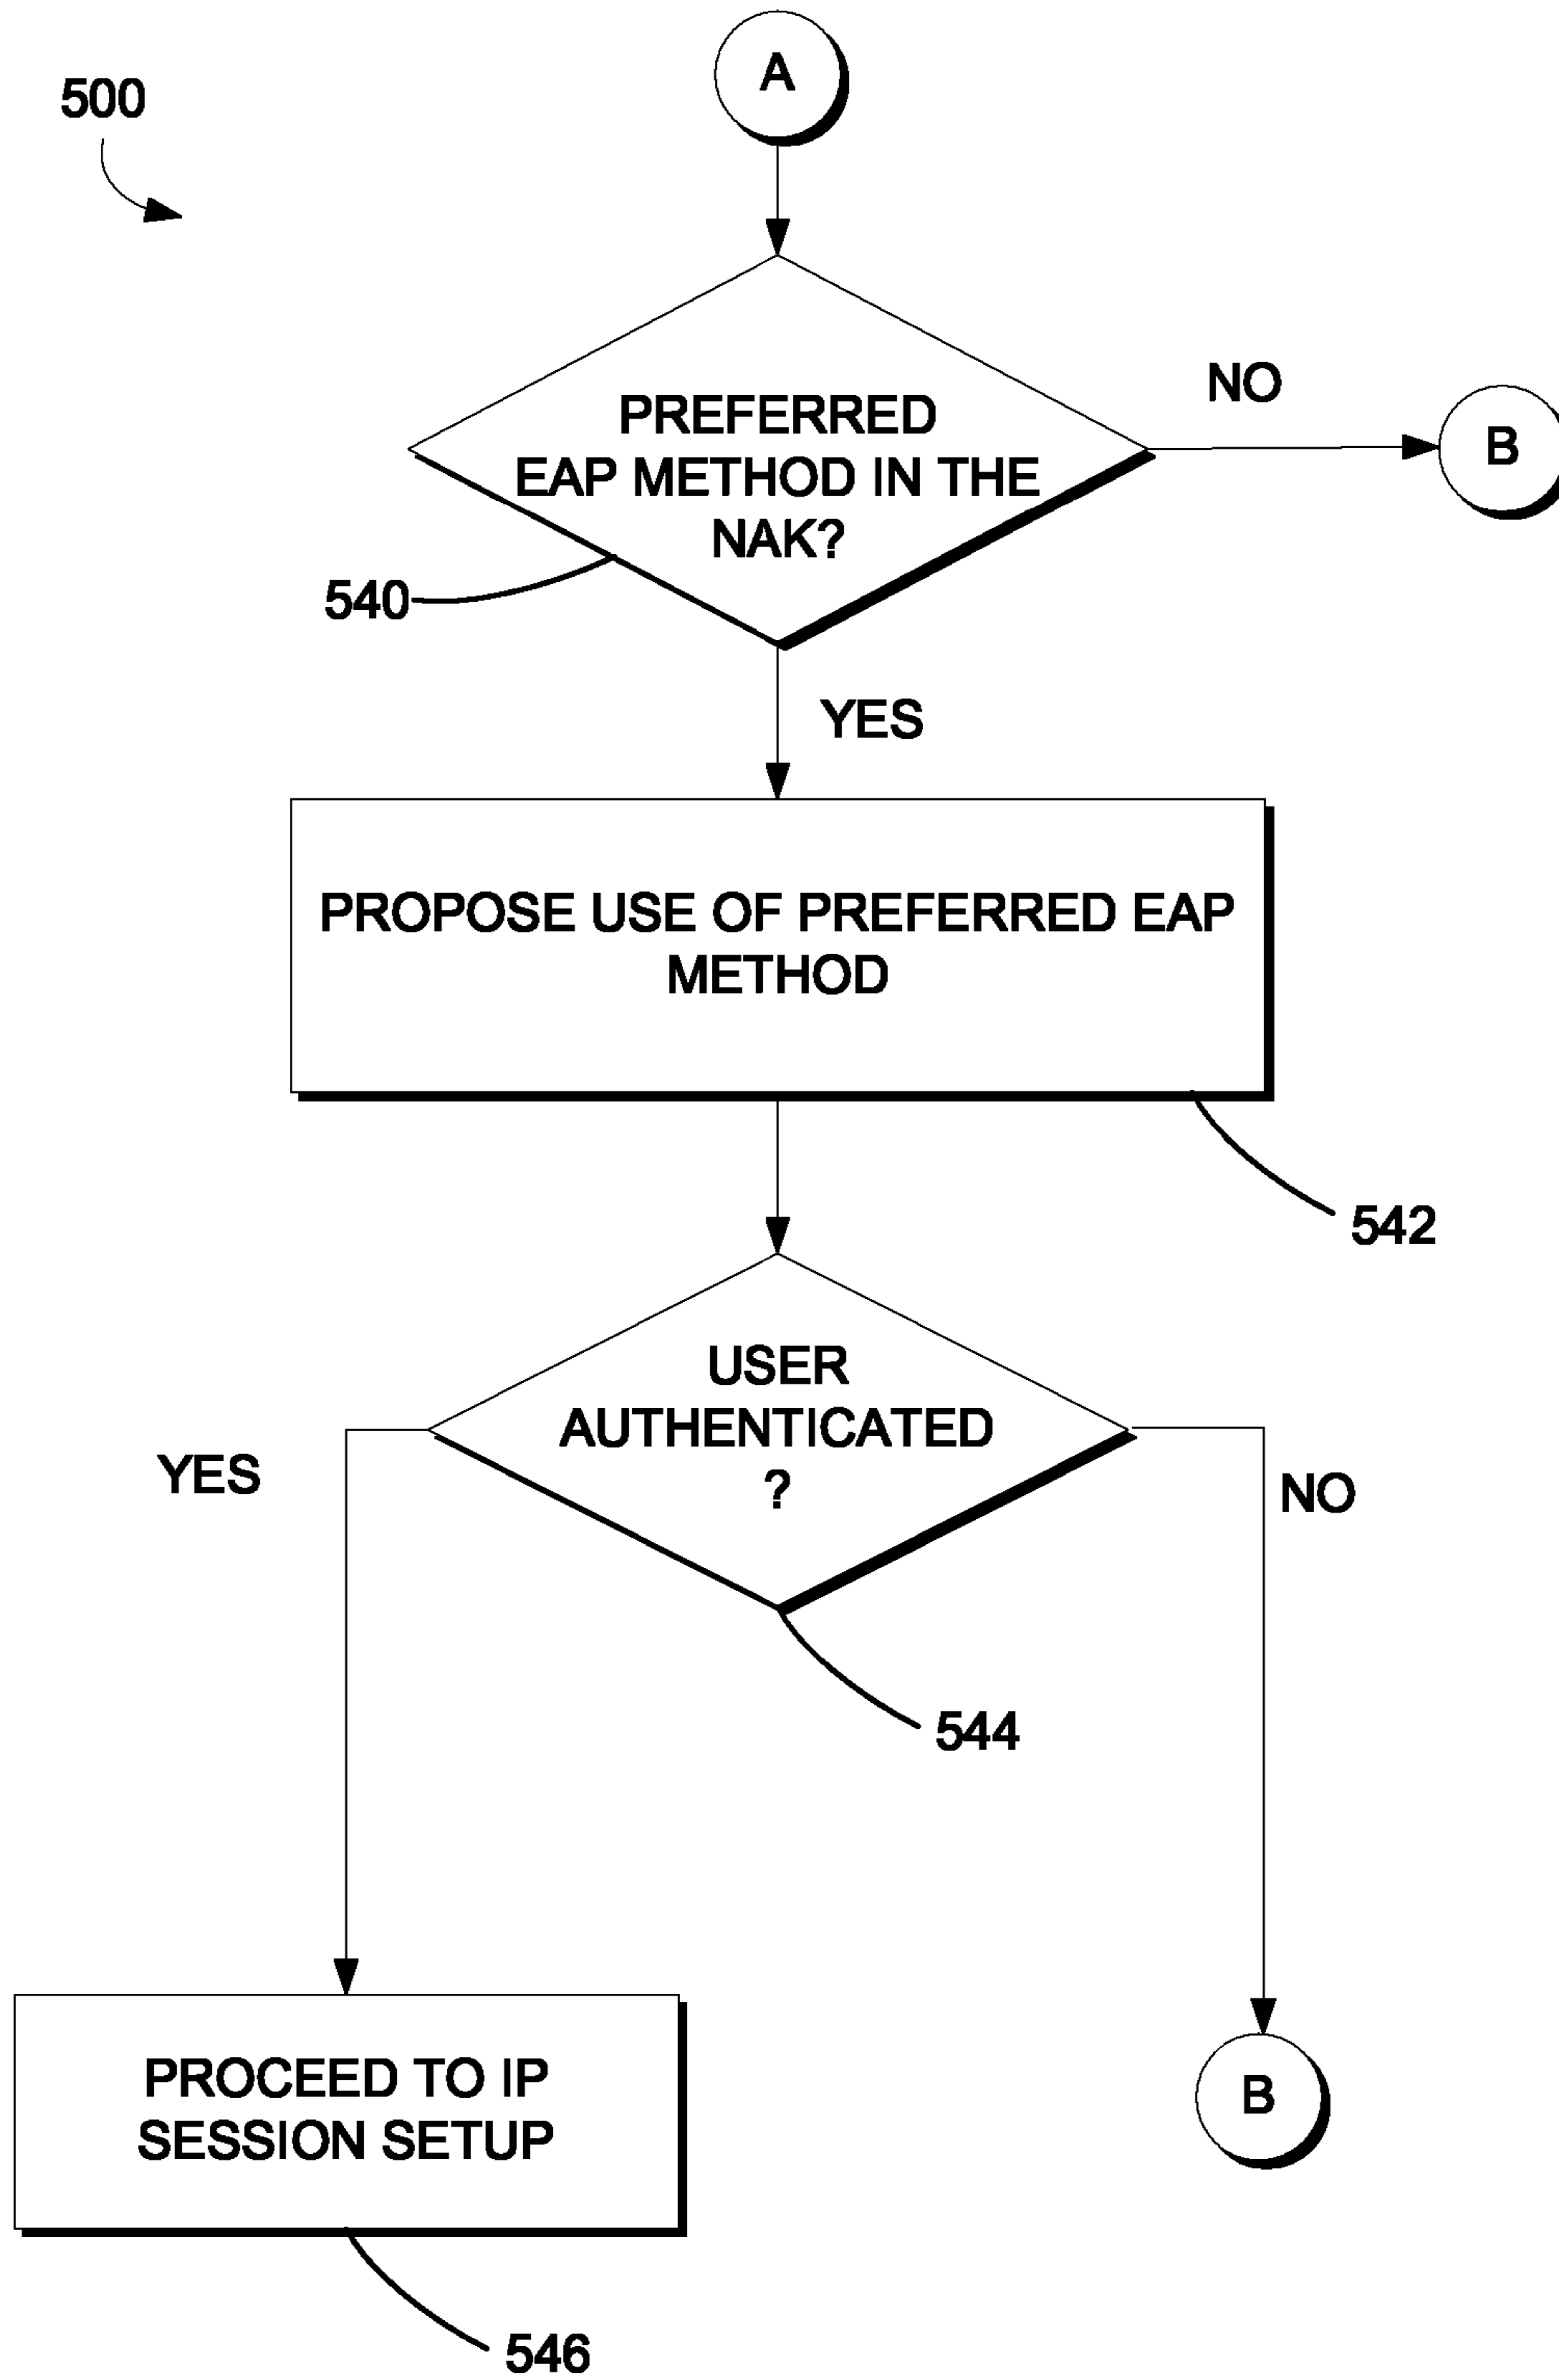 A
500
PREFERRED
EAP METHOD IN THE
NAK?
NO
B
540
YES
PROPOSE USE OF PREFERRED EAP
METHOD
542
USER
AUTHENTICATED
?
YES
NO
544
PROCEED TO IP
SESSION SETUP
B
546